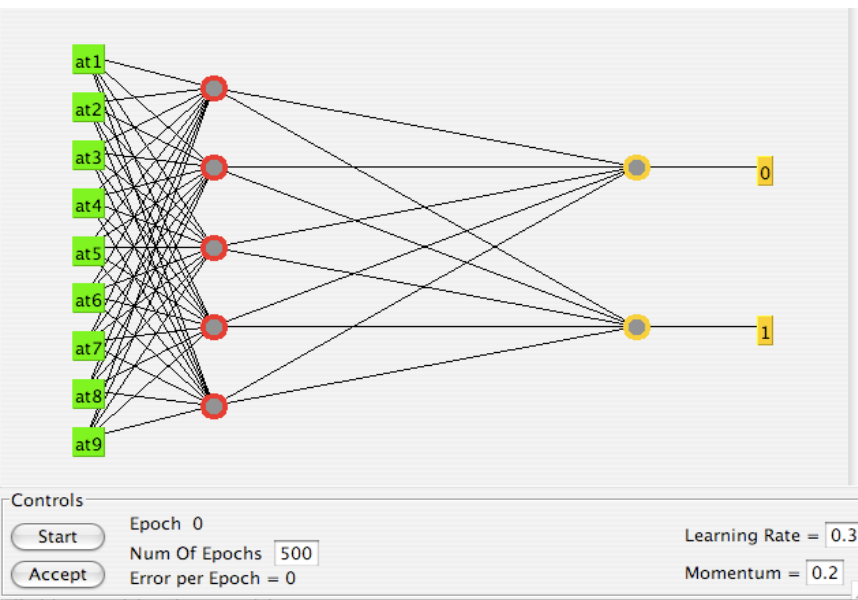 at1
at2
at3
at4
at5
at6
at7
at8
at9
0
1
Controls
Start
Accept
Epoch 0
Num Of Epochs 500
Error per Epoch = 0
Learning Rate = 0.3
Momentum = 0.2